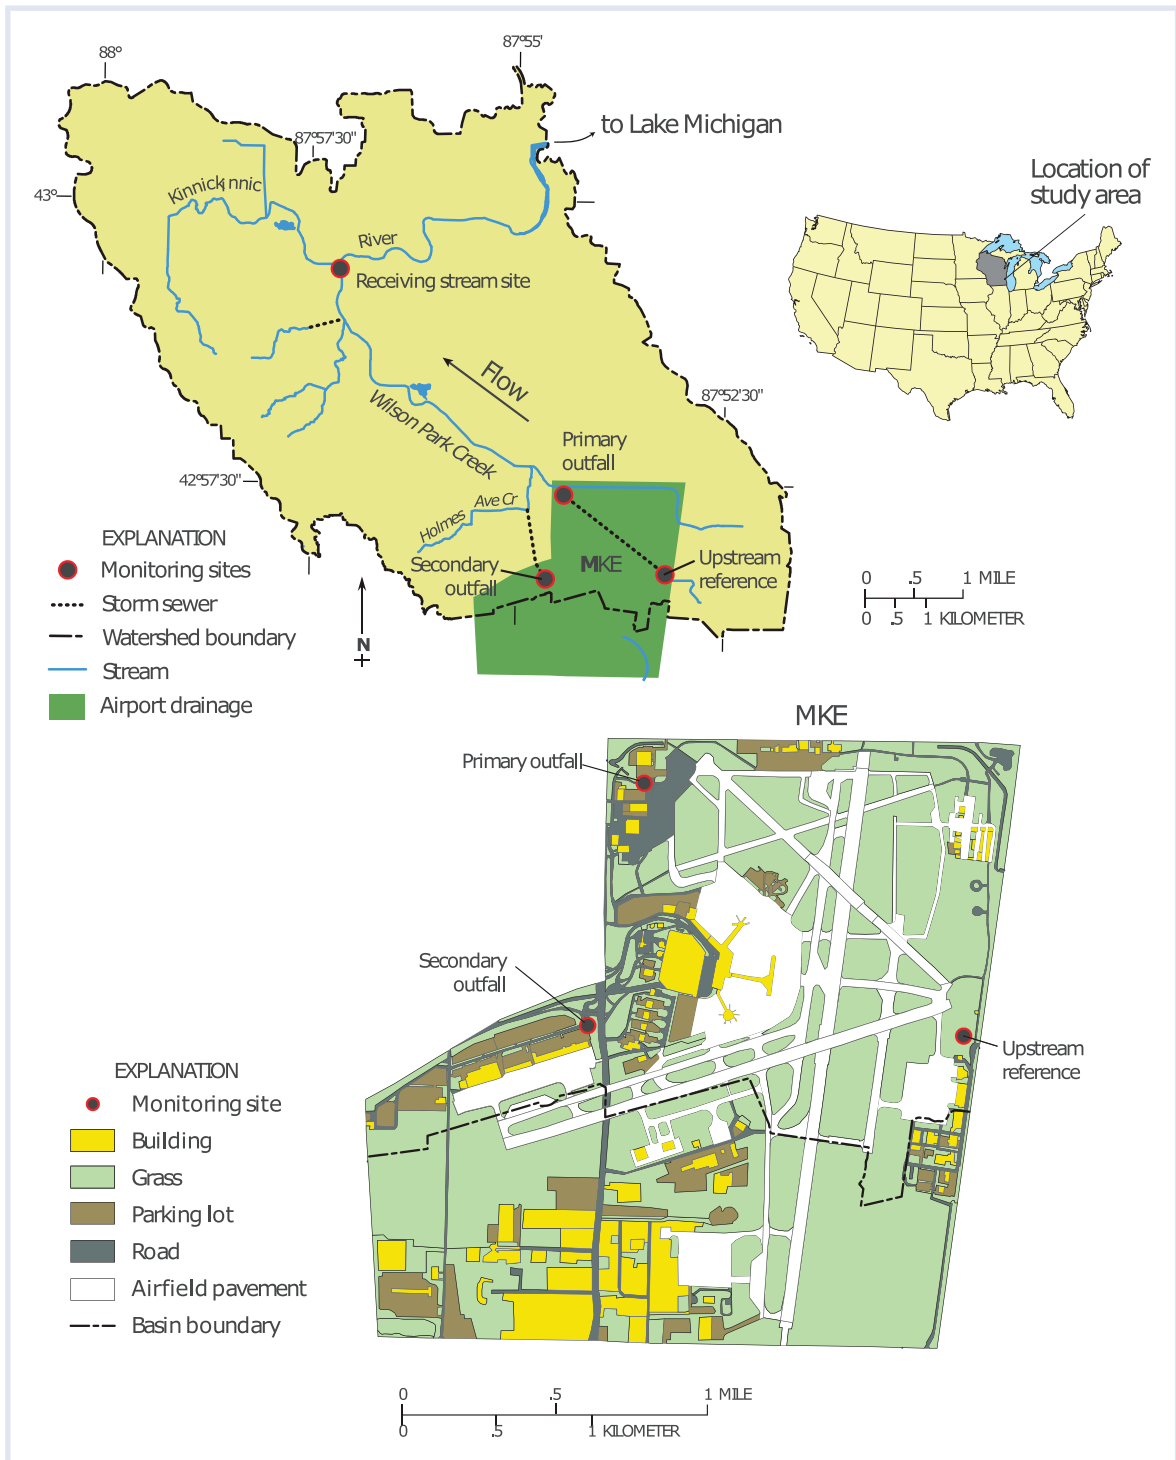 88°
87°55'
to Lake Michigan
87°57'30"
43°
Kinnickinnic
River
Receiving stream site
Location of
study area
Flow
87°52'30"
Wilson Park Creek
Primary
outfall
42°57'30"
Holmes Ave Cr
Secondary
outfall
MKE
Upstream
reference
EXPLANATION
Monitoring sites
Storm sewer
Watershed boundary
Stream
Airport drainage
N
0 .5 1 MILE
0 .5 1 KILOMETER
MKE
Primary outfall
Secondary
outfall
Upstream
reference
EXPLANATION
Monitoring site
Building
Grass
Parking lot
Road
Airfield pavement
Basin boundary
0 .5 1 MILE
0 .5 1 KILOMETER